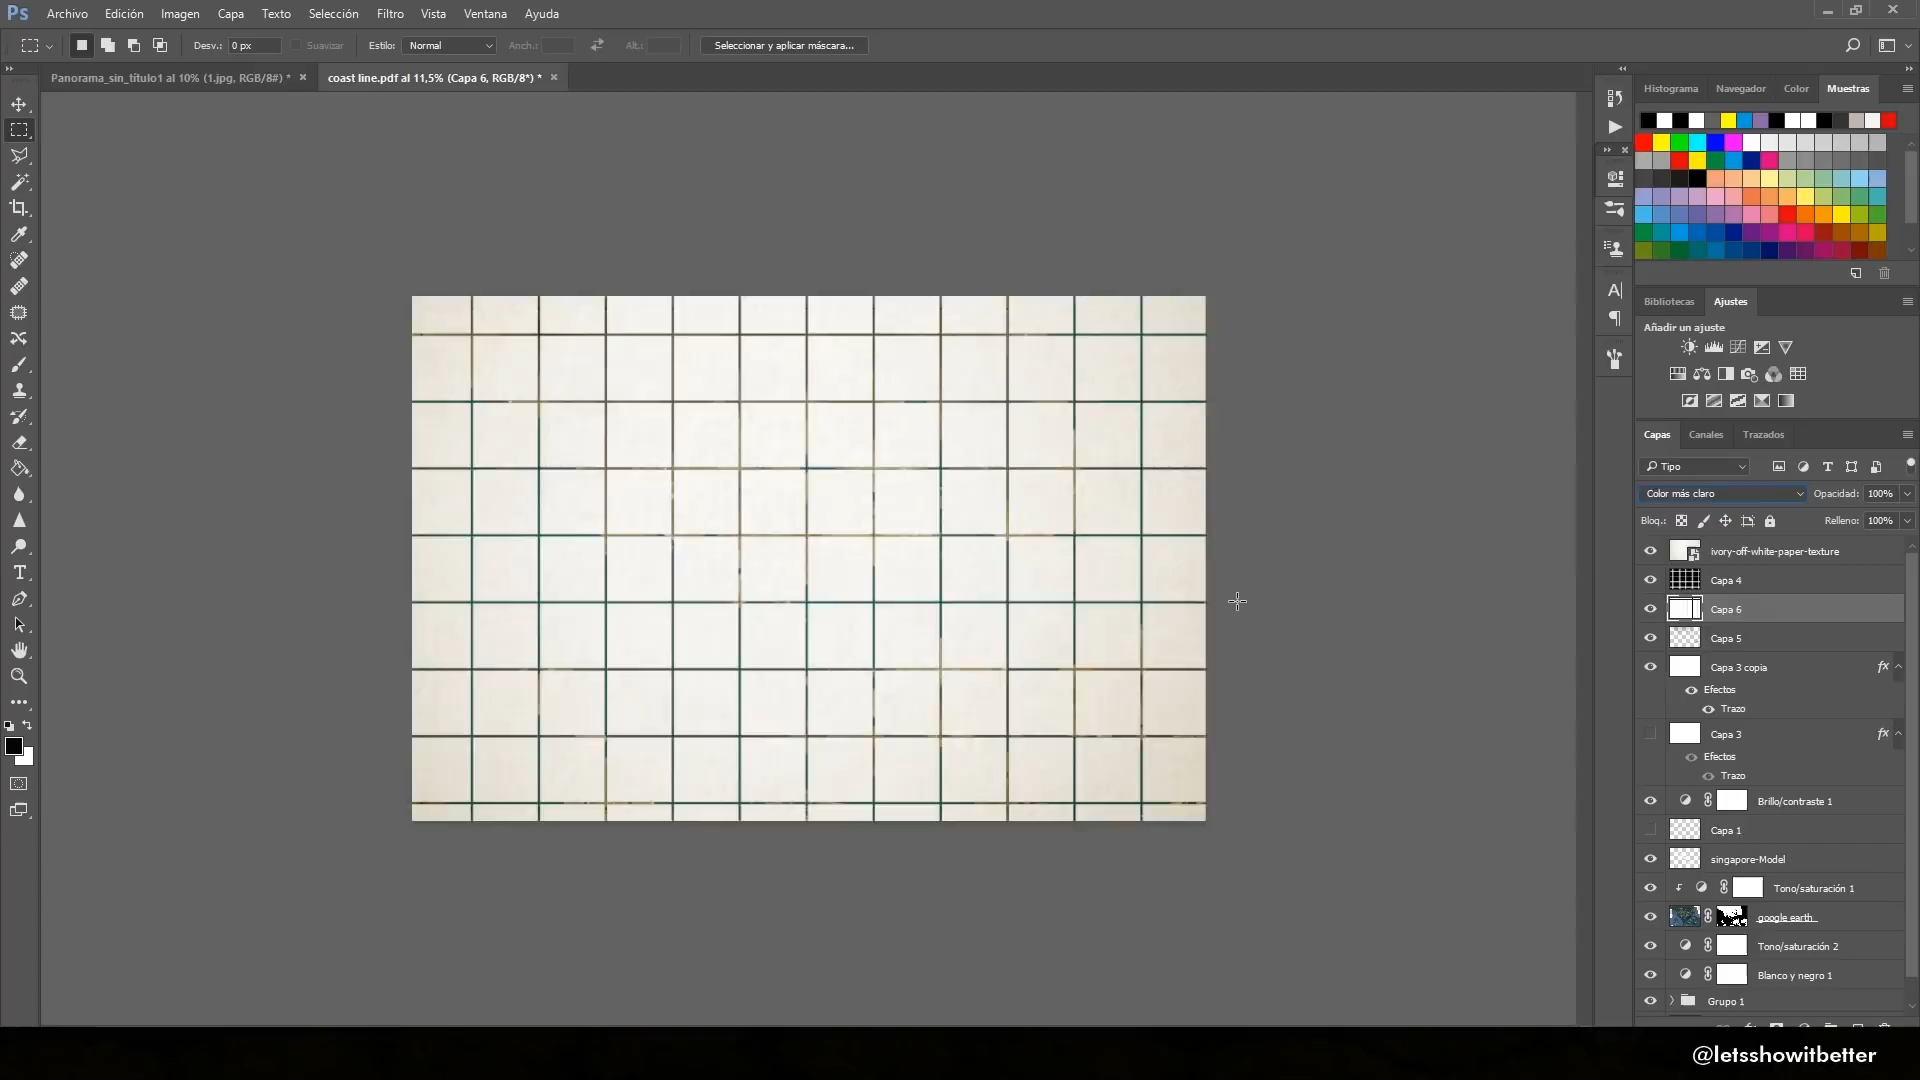 Ps Archivo Edición Imagen Capa Texto Selección Filtro Vista Ventana Ayuda
Desv.: 0 px Suavizar Estilo: Normal Anch.: Alt.: Seleccionar y aplicar máscara...
Panorama_sin_título1 al 10% (1.jpg, RGB/8#) * coast line.pdf al 11,5% (Capa 6, RGB/8*) *
Histograma Navegador Color Muestras
Bibliotecas Ajustes
Añadir un ajuste
Capas Canales Trazados
Tipo
Color más claro Opacidad: 100%
Bloq.: Relleno: 100%
ivory-off-white-paper-texture
Capa 4
Capa 6
Capa 5
Capa 3 copia fx
Efectos
Trazo
Capa 3 fx
Efectos
Trazo
Brillo/contraste 1
Capa 1
singapore-Model
Tono/saturación 1
google earth
Tono/saturación 2
Blanco y negro 1
Grupo 1
@letsshowitbetter